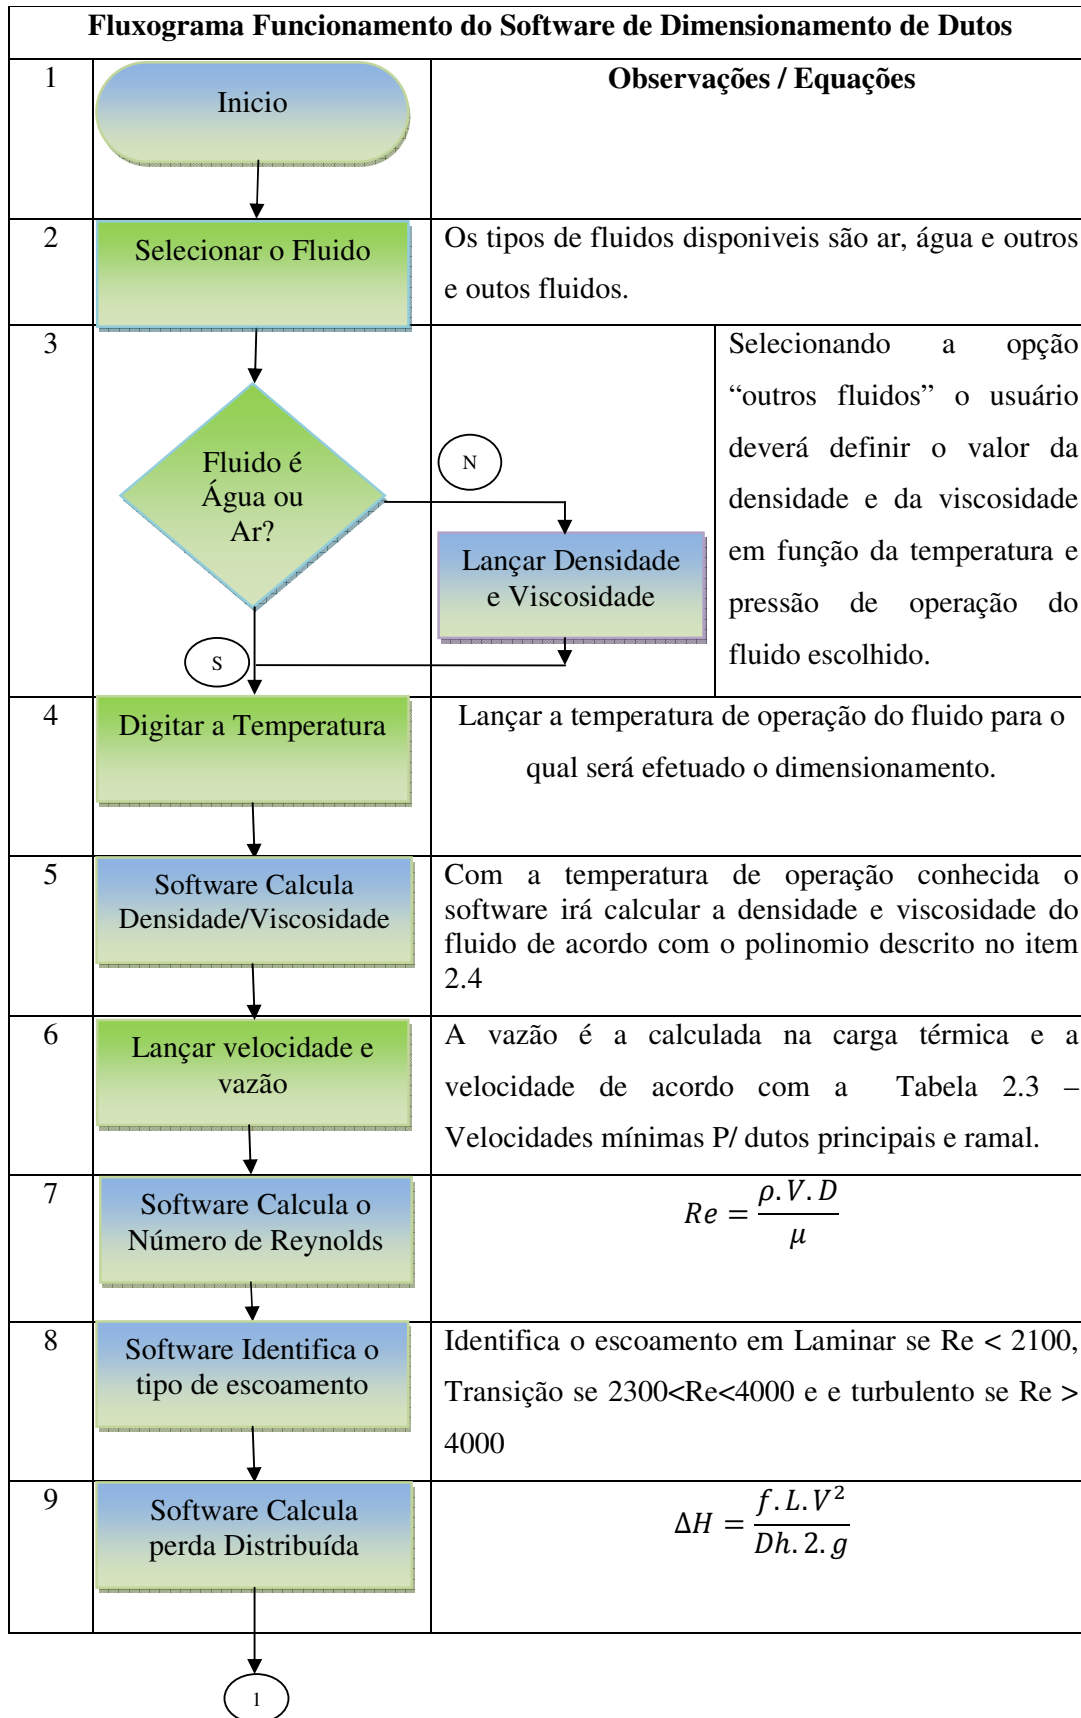 Fluxograma Funcionamento do Software de Dimensionamento de Dutos
1
Inicio
Observações / Equações
2
Selecionar o Fluido
Os tipos de fluidos disponiveis são ar, água e outros
e outos fluidos.
3
Fluido é
Água ou
Ar?
N
Lançar Densidade
e Viscosidade
S
Selecionando a opção
“outros fluidos” o usuário
deverá definir o valor da
densidade e da viscosidade
em função da temperatura e
pressão de operação do
fluido escolhido.
4
Digitar a Temperatura
Lançar a temperatura de operação do fluido para o
qual será efetuado o dimensionamento.
5
Software Calcula
Densidade/Viscosidade
Com a temperatura de operação conhecida o
software irá calcular a densidade e viscosidade do
fluido de acordo com o polinomio descrito no item
2.4
6
Lançar velocidade e
vazão
A vazão é a calculada na carga térmica e a
velocidade de acordo com a Tabela 2.3 –
Velocidades mínimas P/ dutos principais e ramal.
7
Software Calcula o
Número de Reynolds
Re = ρ.V.D / μ
8
Software Identifica o
tipo de escoamento
Identifica o escoamento em Laminar se Re < 2100,
Transição se 2300<Re<4000 e e turbulento se Re >
4000
9
Software Calcula
perda Distribuída
ΔH = f.L.V² / Dh.2.g
1